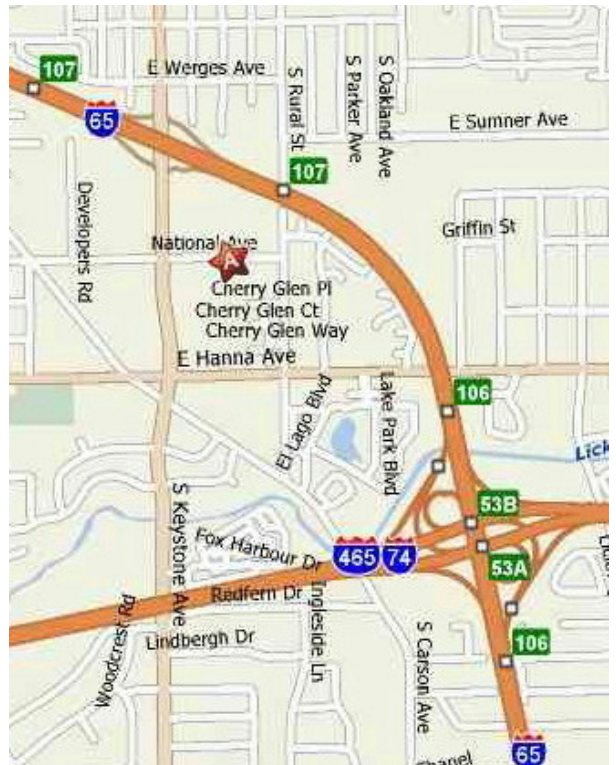 107
E Werges Ave
S Rural St
S Parker Ave
S Oakland Ave
65
E Sumner Ave
107
Developers Rd
National Ave
A
Griffin St
Cherry Glen Pl
Cherry Glen Ct
Cherry Glen Way
E Hanna Ave
El Lago Blvd
Lake Park Blvd
106
Lick
S Keystone Ave
53B
Fox Harbour Dr
465
74
53A
Redfern Dr
Ingleside Ln
Woodcrest Rd
Lindbergh Dr
S Carson Ave
106
65